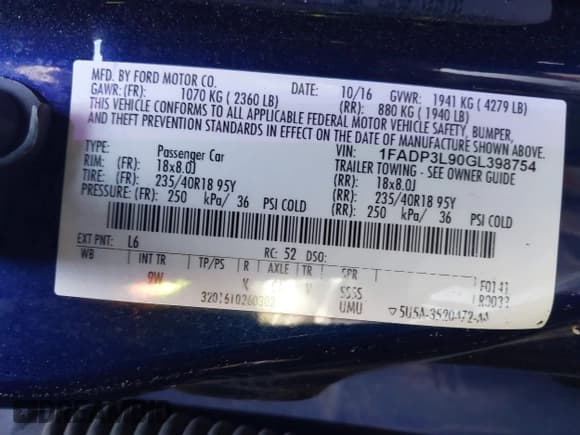 MFD. BY FORD MOTOR CO. DATE: 10/16 GVWR: 1941 KG ( 4279 LB)
GAWR: (FR): 1070 KG ( 2360 LB) (RR): 880 KG ( 1940 LB)
THIS VEHICLE CONFORMS TO ALL APPLICABLE FEDERAL MOTOR VEHICLE SAFETY, BUMPER,
AND THEFT PREVENTION STANDARDS IN EFFECT ON THE DATE OF MANUFACTURE SHOWN ABOVE.
VIN: 1FADP3L90GL398754
TYPE: Passenger Car TRAILER TOWING - SEE OWNER GUIDE
RIM: (FR): 18x8.0J (RR): 18x8.0J
TIRE: (FR): 235/40R18 95Y (RR): 235/40R18 95Y
PRESSURE: (FR): 250 kPa/ 36 PSI COLD (RR): 250 kPa/ 36 PSI COLD
EXT PNT: L6 RC: 52 DSO:
WB INT TR TP/PS R AXLE TR SPR
9W SSSS F0141
UMU R0033